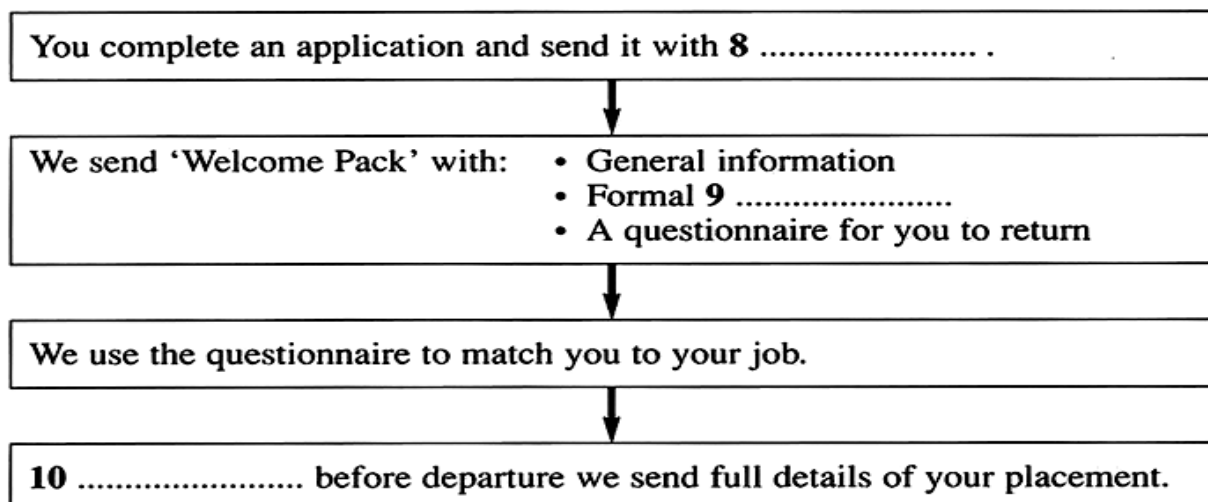 You complete an application and send it with 8 ....................... .
We send ‘Welcome Pack’ with: • General information
• Formal 9 .......................
• A questionnaire for you to return
We use the questionnaire to match you to your job.
10 ........................ before departure we send full details of your placement.